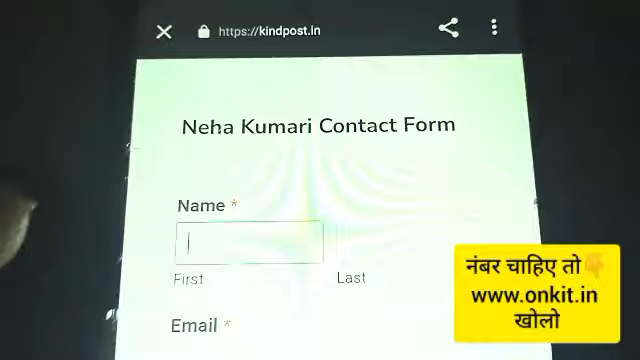 https://kindpost.in
Neha Kumari Contact Form
Name *
First
Last
Email *
नंबर चाहिए तो👇
www.onkit.in
खोलो